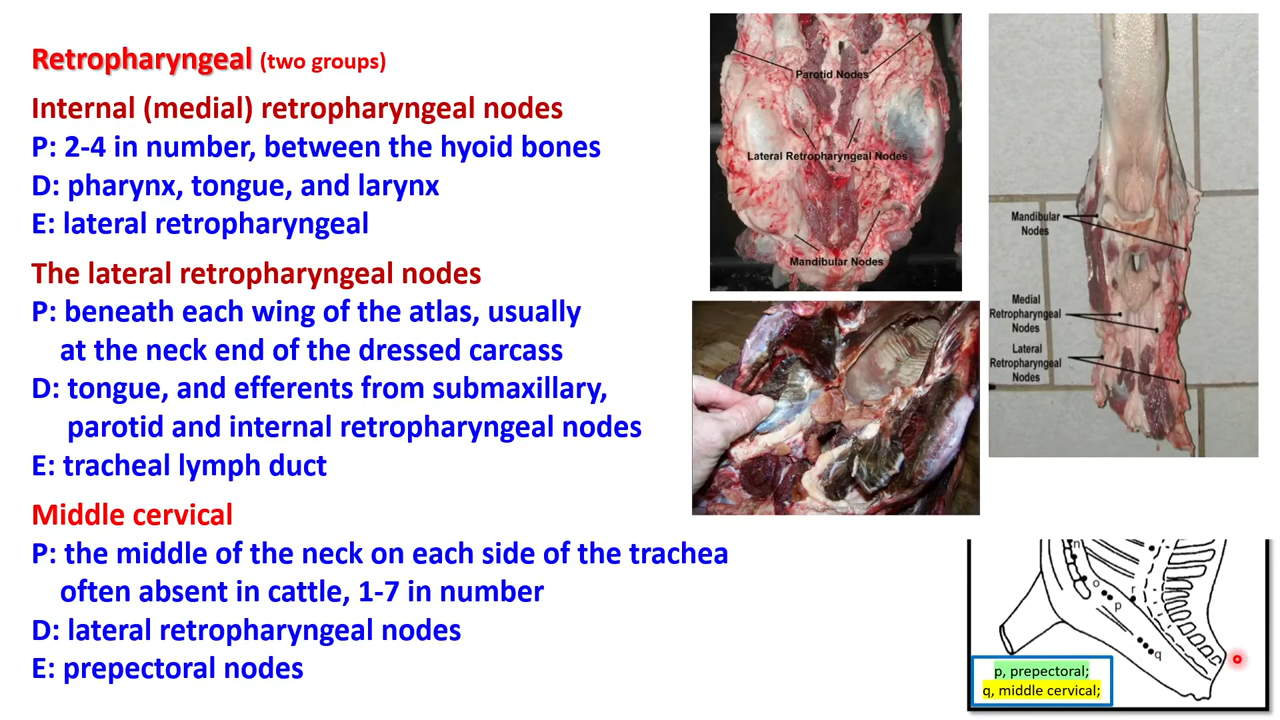 Retropharyngeal (two groups)
Internal (medial) retropharyngeal nodes
P: 2-4 in number, between the hyoid bones
D: pharynx, tongue, and larynx
E: lateral retropharyngeal
The lateral retropharyngeal nodes
P: beneath each wing of the atlas, usually
at the neck end of the dressed carcass
D: tongue, and efferents from submaxillary,
parotid and internal retropharyngeal nodes
E: tracheal lymph duct
Middle cervical
P: the middle of the neck on each side of the trachea
often absent in cattle, 1-7 in number
D: lateral retropharyngeal nodes
E: prepectoral nodes
Parotid Nodes
Lateral Retropharyngeal Nodes
Mandibular Nodes
Mandibular
Nodes
Medial
Retropharyngeal
Nodes
Lateral
Retropharyngeal
Nodes
o
r
p
q
p, prepectoral;
q, middle cervical;